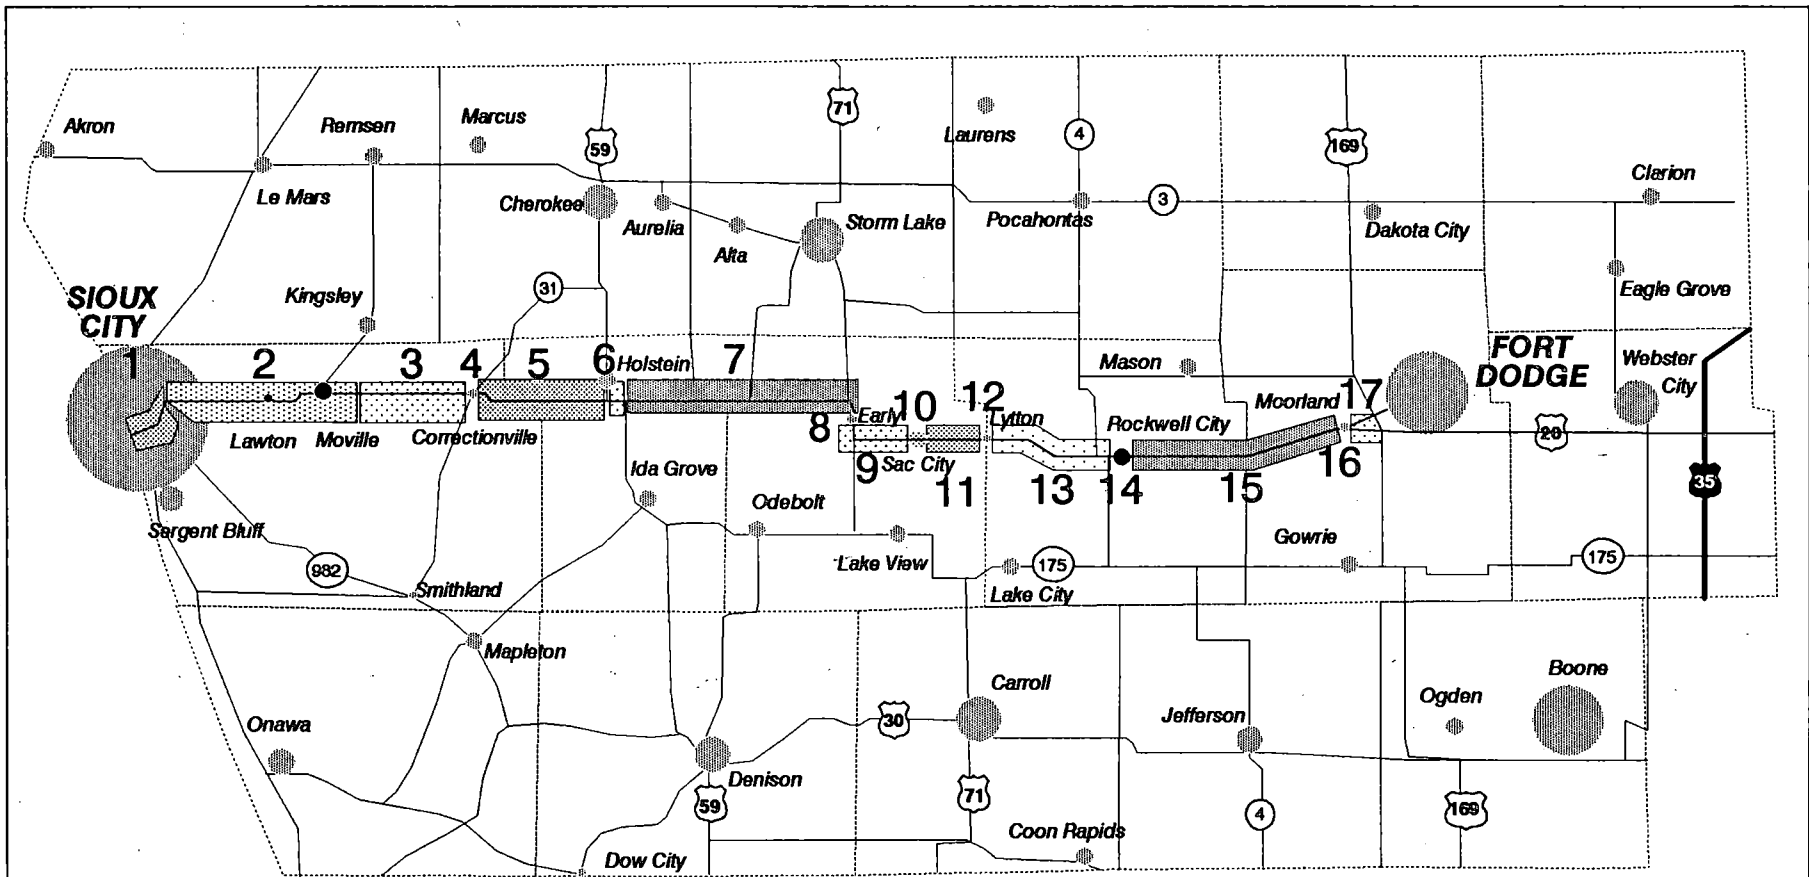 71
Akron
Remsen
Marcus
59
Laurens
4
169
Le Mars
Cherokee
Aurelia
Alta
Storm Lake
Pocahontas
3
Dakota City
Clarion
SIOUX
CITY
Kingsley
31
Eagle Grove
1
2
3
4
5
6
Holstein
7
Mason
FORT
DODGE
Webster
City
Lawton
Moville
Correctionville
8
Early
10
12
Lytton
Rockwell City
Moorland
17
20
9
Sac City
11
13
14
15
16
35
Ida Grove
Odebolt
Sergent Bluff
982
Smithland
Lake View
175
Lake City
Gowrie
175
Mapleton
Carroll
Boone
Onawa
30
Jefferson
Ogden
Denison
59
71
4
169
Coon Rapids
Dow City